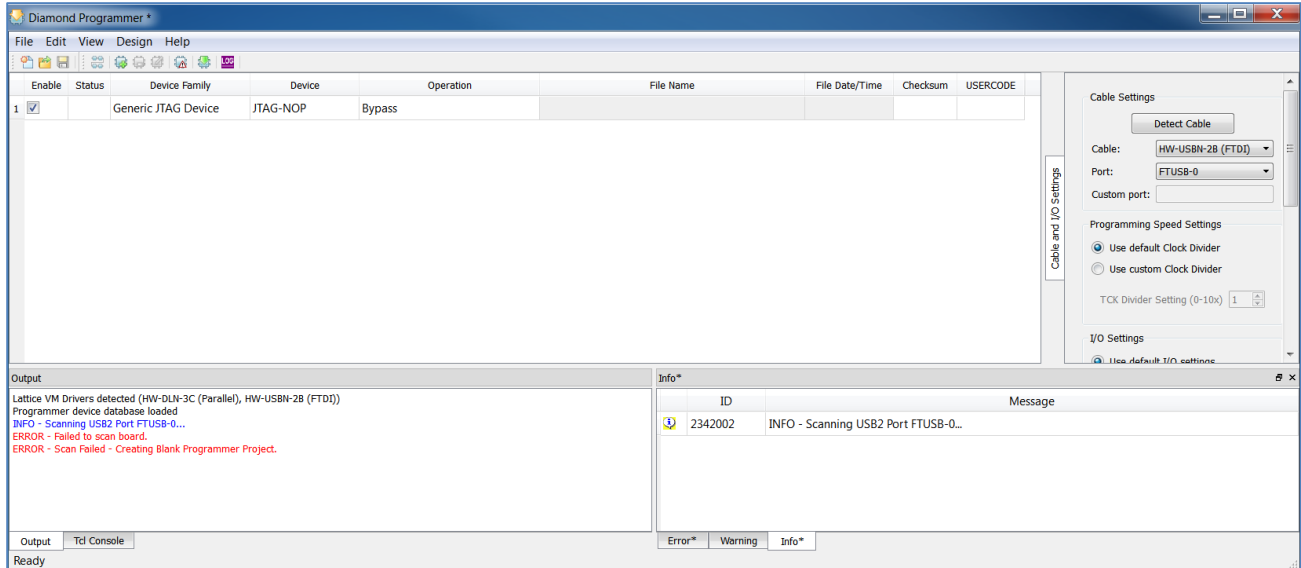 Diamond Programmer *
File Edit View Design Help
LOG
Enable Status Device Family Device Operation File Name File Date/Time Checksum USERCODE
1 Generic JTAG Device JTAG-NOP Bypass
Cable and I/O Settings
Cable Settings
Detect Cable
Cable: HW-USBN-2B (FTDI)
Port: FTUSB-0
Custom port:
Programming Speed Settings
Use default Clock Divider
Use custom Clock Divider
TCK Divider Setting (0-10x) 1
I/O Settings
Use default I/O settings
Output
Lattice VM Drivers detected (HW-DLN-3C (Parallel), HW-USBN-2B (FTDI))
Programmer device database loaded
INFO - Scanning USB2 Port FTUSB-0...
ERROR - Failed to scan board.
ERROR - Scan Failed - Creating Blank Programmer Project.
Output Tcl Console
Info*
ID Message
2342002 INFO - Scanning USB2 Port FTUSB-0...
Error* Warning Info*
Ready